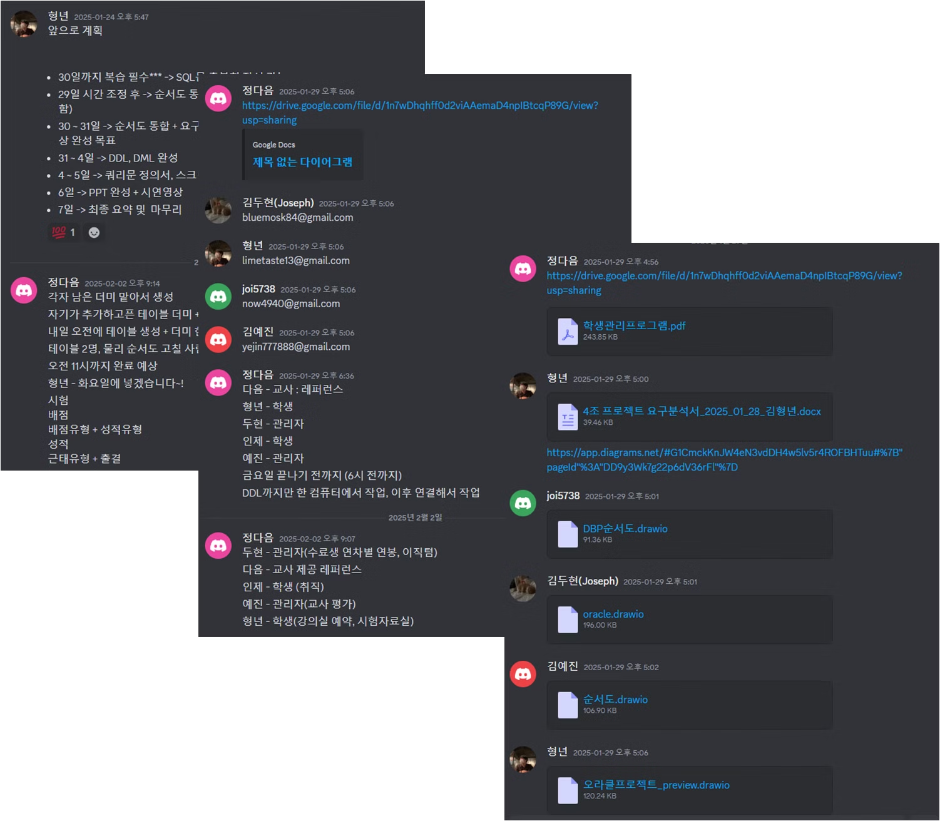 형년 2025-01-24 오후 5:47
앞으로 계획
30일까지 복습 필수*** -> SQL
29일 시간 조정 후 -> 순서도 통
함)
30 ~ 31일 -> 순서도 통합 + 요구
상 완성 목표
31 ~ 4일 -> DDL, DML 완성
4 ~ 5일 -> 쿼리문 정의서, 스크
6일 -> PPT 완성 + 시연영상
7일 -> 최종 요약 및 마무리
💯 1
2
정다음 2025-02-02 오후 9:14
각자 남은 더미 맡아서 생성
자기가 추가하고픈 테이블 더미 +
내일 오전에 테이블 생성 + 더미
테이블 2명, 물리 순서도 고칠 사
오전 11시까지 완료 예상
형년 - 화요일에 넣겠습니다~!
시험
배점
배점유형 + 성적유형
성적
근태유형 + 출결
정다음 2025-01-29 오후 5:06
https://drive.google.com/file/d/1n7wDhqhff0d2viAAemaD4npIBtcqP89G/view?
usp=sharing
Google Docs
제목 없는 다이어그램
김두현(Joseph) 2025-01-29 오후 5:06
bluemosk84@gmail.com
형년 2025-01-29 오후 5:06
limetaste13@gmail.com
joi5738 2025-01-29 오후 5:06
now4940@gmail.com
김예진 2025-01-29 오후 5:06
yejin777888@gmail.com
정다음 2025-01-29 오후 6:36
다음 - 교사 : 레퍼런스
형년 - 학생
두현 - 관리자
인제 - 학생
예진 - 관리자
금요일 끝나기 전까지 (6시 전까지)
DDL까지만 한 컴퓨터에서 작업, 이후 연결해서 작업
2025년 2월 2일
정다음 2025-02-02 오후 9:07
두현 - 관리자(수료생 연차별 연봉, 이직텀)
다음 - 교사 제공 레퍼런스
인제 - 학생 (취직)
예진 - 관리자(교사 평가)
형년 - 학생(강의실 예약, 시험자료실)
정다음 2025-01-29 오후 4:56
https://drive.google.com/file/d/1n7wDhqhff0d2viAAemaD4npIBtcqP89G/view?
usp=sharing
학생관리프로그램.pdf
243.85 KB
형년 2025-01-29 오후 5:00
4조 프로젝트 요구분석서_2025_01_28_김형년.docx
39.46 KB
https://app.diagrams.net/#G1CmckKnJW4eN3vdDH4w5lv5r4ROFBHTuu#%7B"
pageId"%3A"DD9y3Wk7g22p6dV36rFl"%7D
joi5738 2025-01-29 오후 5:01
DBP순서도.drawio
91.36 KB
김두현(Joseph) 2025-01-29 오후 5:01
oracle.drawio
196.00 KB
김예진 2025-01-29 오후 5:02
순서도.drawio
106.90 KB
형년 2025-01-29 오후 5:06
오라클프로젝트_preview.drawio
120.24 KB